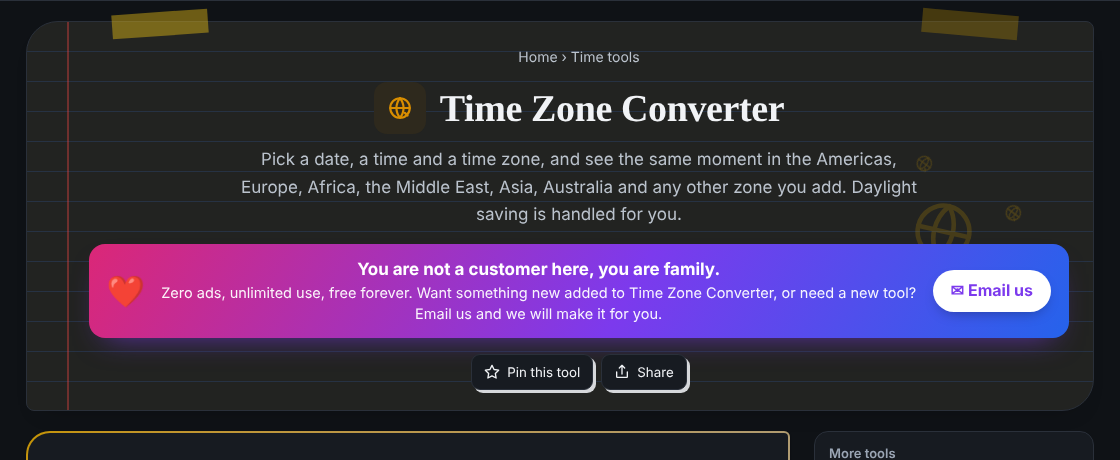 Home › Time tools
Time Zone Converter
Pick a date, a time and a time zone, and see the same moment in the Americas,
Europe, Africa, the Middle East, Asia, Australia and any other zone you add. Daylight
saving is handled for you.
You are not a customer here, you are family.
Zero ads, unlimited use, free forever. Want something new added to Time Zone Converter, or need a new tool?
Email us and we will make it for you.
✉ Email us
Pin this tool
Share
More tools